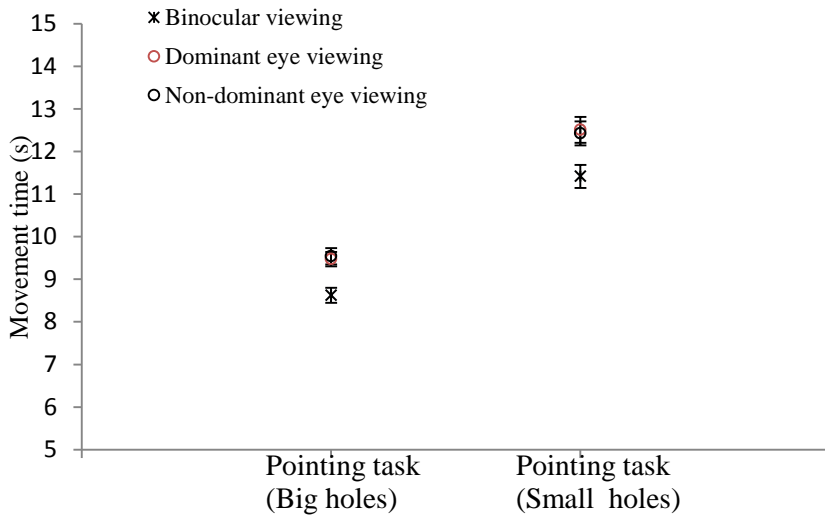 15
14
13
12
11
10
9
8
7
6
5
Movement time (s)
Binocular viewing
Dominant eye viewing
Non-dominant eye viewing
Pointing task
(Big holes)
Pointing task
(Small  holes)